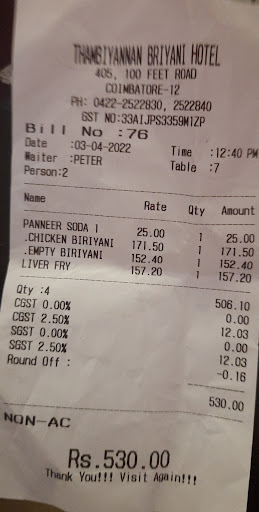 THAMBIYANNAN BRIYANI HOTEL
405, 100 FEET ROAD
COIMBATORE-12
PH: 0422-2522830, 2522840
GST NO:33AIJPS3359M1ZP
Bill No :76
Date :03-04-2022 Time :12:40 PM
Waiter :PETER Table :7
Person:2
Name Rate Qty Amount
PANNEER SODA I 25.00 1 25.00
.CHICKEN BIRIYANI 171.50 1 171.50
.EMPTY BIRIYANI 152.40 1 152.40
LIVER FRY 157.20 1 157.20
Qty :4 506.10
CGST 0.00% 0.00
CGST 2.50% 12.03
SGST 0.00% 0.00
SGST 2.50% 12.03
Round Off : -0.16
530.00
NON-AC
Rs.530.00
Thank You!!! Visit Again!!!